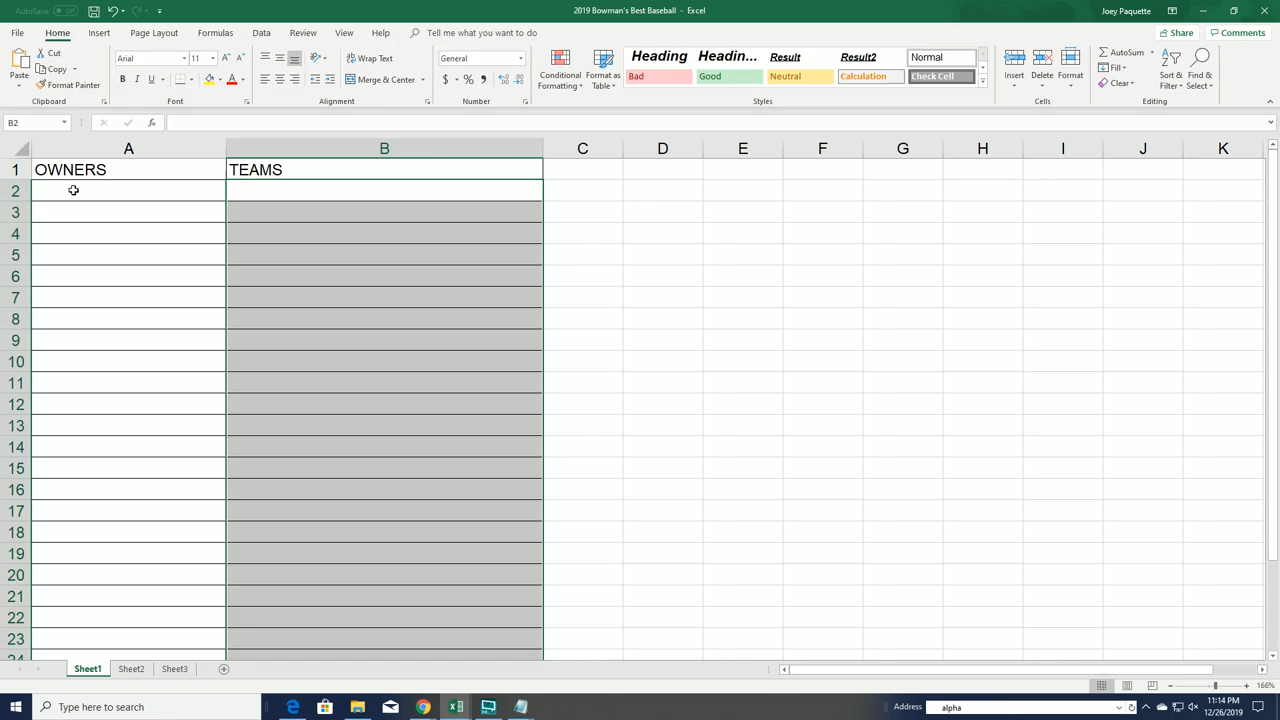 AutoSave Off
2019 Bowman's Best Baseball - Excel
Joey Paquette
File Home Insert Page Layout Formulas Data Review View Help Tell me what you want to do
Share Comments
Paste
Cut
Copy
Format Painter
Clipboard
Arial 11
B I U
Font
Wrap Text
Merge & Center
Alignment
General
$ % ,
Number
Conditional Formatting
Format as Table
Heading Headin... Result Result2 Normal
Bad Good Neutral Calculation Check Cell
Styles
Insert Delete Format
Cells
AutoSum
Fill
Clear
Sort & Filter
Find & Select
Editing
B2
fx
A B C D E F G H I J K
1 OWNERS TEAMS
2
3
4
5
6
7
8
9
10
11
12
13
14
15
16
17
18
19
20
21
22
23
24
Sheet1 Sheet2 Sheet3
166%
Type here to search
Address alpha
11:14 PM
12/26/2019